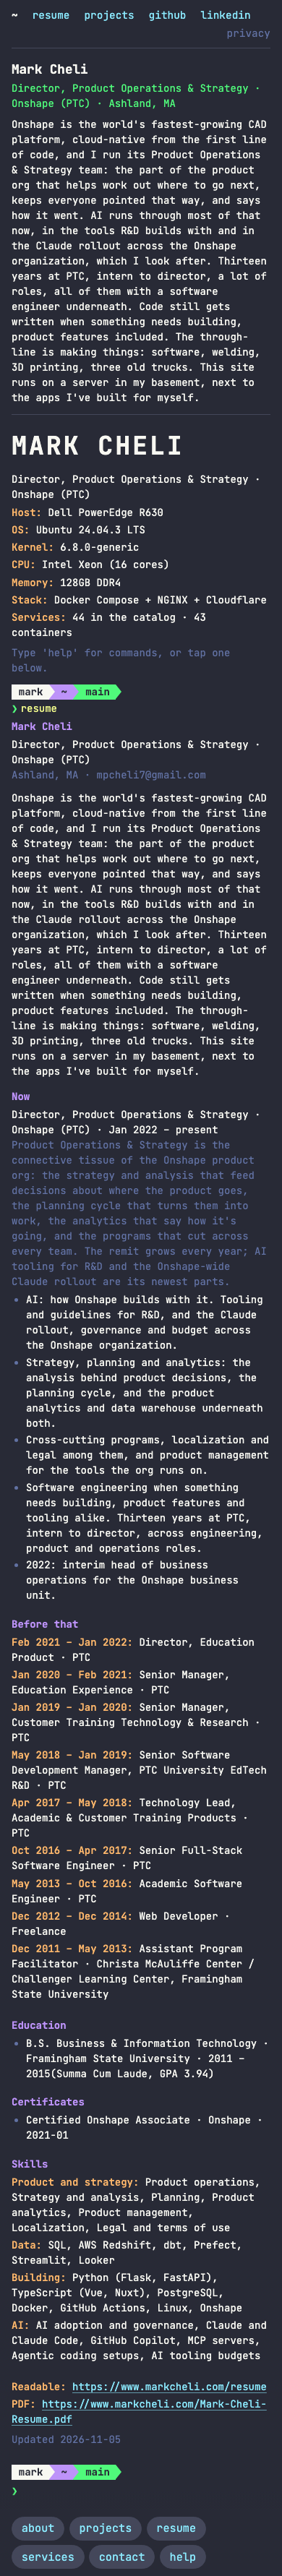 ~ resume projects github linkedin
privacy
Mark Cheli
Director, Product Operations & Strategy ·
Onshape (PTC) · Ashland, MA
Onshape is the world's fastest-growing CAD
platform, cloud-native from the first line
of code, and I run its Product Operations
& Strategy team: the part of the product
org that helps work out where to go next,
keeps everyone pointed that way, and says
how it went. AI runs through most of that
now, in the tools R&D builds with and in
the Claude rollout across the Onshape
organization, which I look after. Thirteen
years at PTC, intern to director, a lot of
roles, all of them with a software
engineer underneath. Code still gets
written when something needs building,
product features included. The through-
line is making things: software, welding,
3D printing, three old trucks. This site
runs on a server in my basement, next to
the apps I've built for myself.
MARK CHELI
Director, Product Operations & Strategy ·
Onshape (PTC)
Host: Dell PowerEdge R630
OS: Ubuntu 24.04.3 LTS
Kernel: 6.8.0-generic
CPU: Intel Xeon (16 cores)
Memory: 128GB DDR4
Stack: Docker Compose + NGINX + Cloudflare
Services: 44 in the catalog · 43
containers
Type 'help' for commands, or tap one
below.
mark ~ main
❯ resume
Mark Cheli
Director, Product Operations & Strategy ·
Onshape (PTC)
Ashland, MA · mpcheli7@gmail.com
Onshape is the world's fastest-growing CAD
platform, cloud-native from the first line
of code, and I run its Product Operations
& Strategy team: the part of the product
org that helps work out where to go next,
keeps everyone pointed that way, and says
how it went. AI runs through most of that
now, in the tools R&D builds with and in
the Claude rollout across the Onshape
organization, which I look after. Thirteen
years at PTC, intern to director, a lot of
roles, all of them with a software
engineer underneath. Code still gets
written when something needs building,
product features included. The through-
line is making things: software, welding,
3D printing, three old trucks. This site
runs on a server in my basement, next to
the apps I've built for myself.
Now
Director, Product Operations & Strategy ·
Onshape (PTC) · Jan 2022 – present
Product Operations & Strategy is the
connective tissue of the Onshape product
org: the strategy and analysis that feed
decisions about where the product goes,
the planning cycle that turns them into
work, the analytics that say how it's
going, and the programs that cut across
every team. The remit grows every year; AI
tooling for R&D and the Onshape-wide
Claude rollout are its newest parts.
• AI: how Onshape builds with it. Tooling
and guidelines for R&D, and the Claude
rollout, governance and budget across
the Onshape organization.
• Strategy, planning and analytics: the
analysis behind product decisions, the
planning cycle, and the product
analytics and data warehouse underneath
both.
• Cross-cutting programs, localization and
legal among them, and product management
for the tools the org runs on.
• Software engineering when something
needs building, product features and
tooling alike. Thirteen years at PTC,
intern to director, across engineering,
product and operations roles.
• 2022: interim head of business
operations for the Onshape business
unit.
Before that
Feb 2021 – Jan 2022: Director, Education
Product · PTC
Jan 2020 – Feb 2021: Senior Manager,
Education Experience · PTC
Jan 2019 – Jan 2020: Senior Manager,
Customer Training Technology & Research ·
PTC
May 2018 – Jan 2019: Senior Software
Development Manager, PTC University EdTech
R&D · PTC
Apr 2017 – May 2018: Technology Lead,
Academic & Customer Training Products ·
PTC
Oct 2016 – Apr 2017: Senior Full-Stack
Software Engineer · PTC
May 2013 – Oct 2016: Academic Software
Engineer · PTC
Dec 2012 – Dec 2014: Web Developer ·
Freelance
Dec 2011 – May 2013: Assistant Program
Facilitator · Christa McAuliffe Center /
Challenger Learning Center, Framingham
State University
Education
• B.S. Business & Information Technology ·
Framingham State University · 2011 –
2015(Summa Cum Laude, GPA 3.94)
Certificates
• Certified Onshape Associate · Onshape ·
2021-01
Skills
Product and strategy: Product operations,
Strategy and analysis, Planning, Product
analytics, Product management,
Localization, Legal and terms of use
Data: SQL, AWS Redshift, dbt, Prefect,
Streamlit, Looker
Building: Python (Flask, FastAPI),
TypeScript (Vue, Nuxt), PostgreSQL,
Docker, GitHub Actions, Linux, Onshape
AI: AI adoption and governance, Claude and
Claude Code, GitHub Copilot, MCP servers,
Agentic coding setups, AI tooling budgets
Readable: https://www.markcheli.com/resume
PDF: https://www.markcheli.com/Mark-Cheli-
Resume.pdf
Updated 2026-11-05
mark ~ main
❯
about projects resume
services contact help